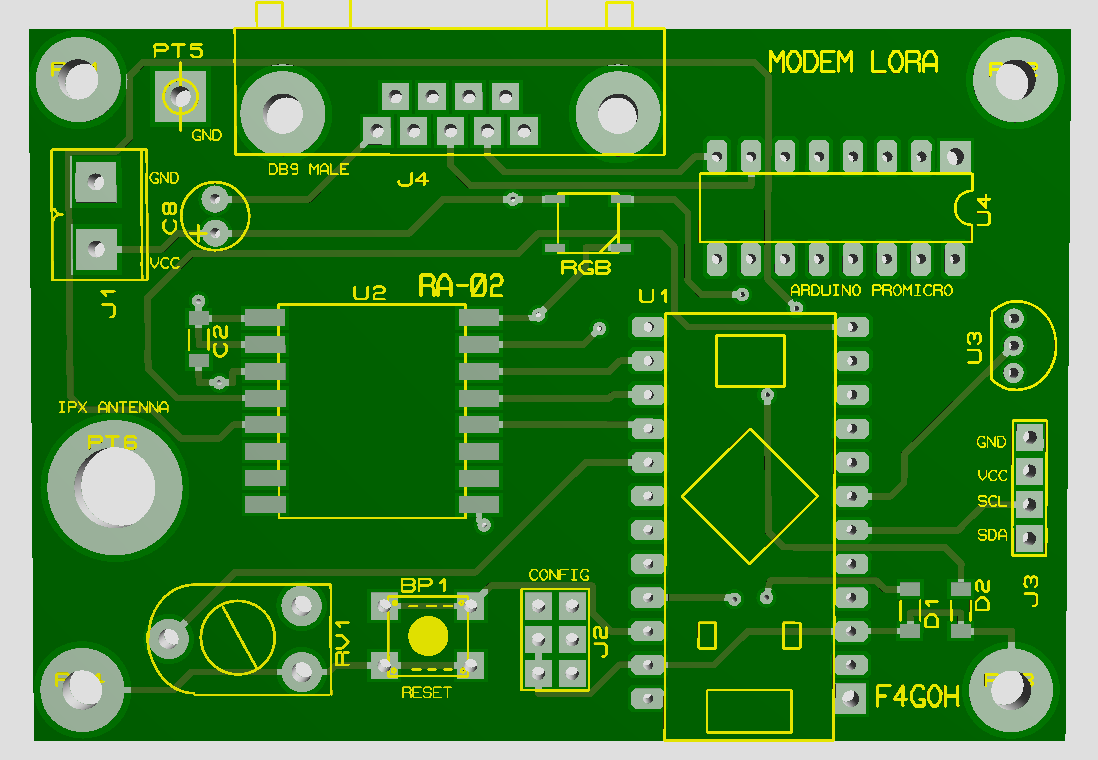 PT5
MODEM LORA
GND
DB9 MALE
J4
GND
C8
+
U4
VCC
RGB
J1
RA-02
U2
U1
ARDUINO PROMICRO
C2
U3
IPX ANTENNA
PT6
GND
VCC
SCL
SDA
CONFIG
BP1
D2
D1
J3
RV1
J2
RESET
F4GOH